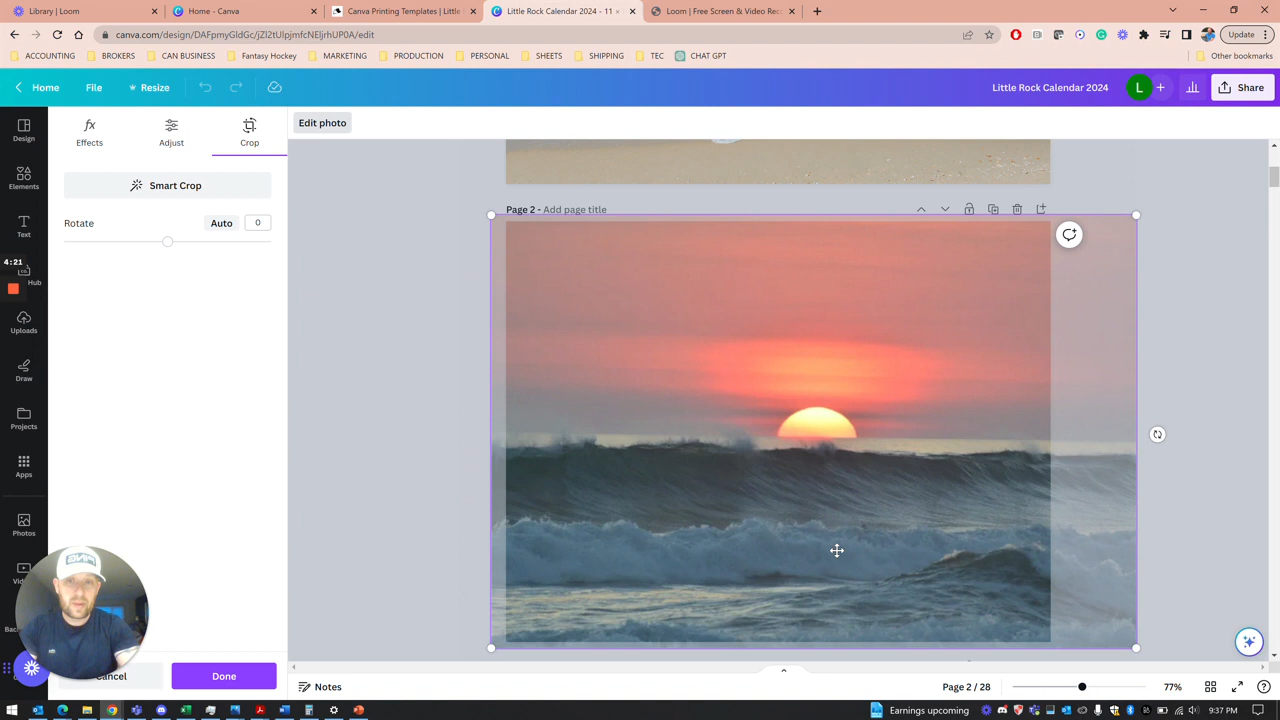 Library | Loom
Home - Canva
Canva Printing Templates | Little
Little Rock Calendar 2024 - 11 ×
Loom | Free Screen & Video Rec
canva.com/design/DAFpmyGldGc/jZl2tUIpjmfcNEljrhUP0A/edit
Update
ACCOUNTING BROKERS CAN BUSINESS Fantasy Hockey MARKETING PRODUCTION PERSONAL SHEETS SHIPPING TEC CHAT GPT Other bookmarks
Home File Resize Little Rock Calendar 2024 L + Share
Design
Elements
Text
4:21
Hub
Uploads
Draw
Projects
Apps
Photos
Effects Adjust Crop
Edit photo
Smart Crop
Rotate Auto 0
Page 2 - Add page title
Cancel Done
Notes Page 2 / 28 77%
Earnings upcoming 9:37 PM